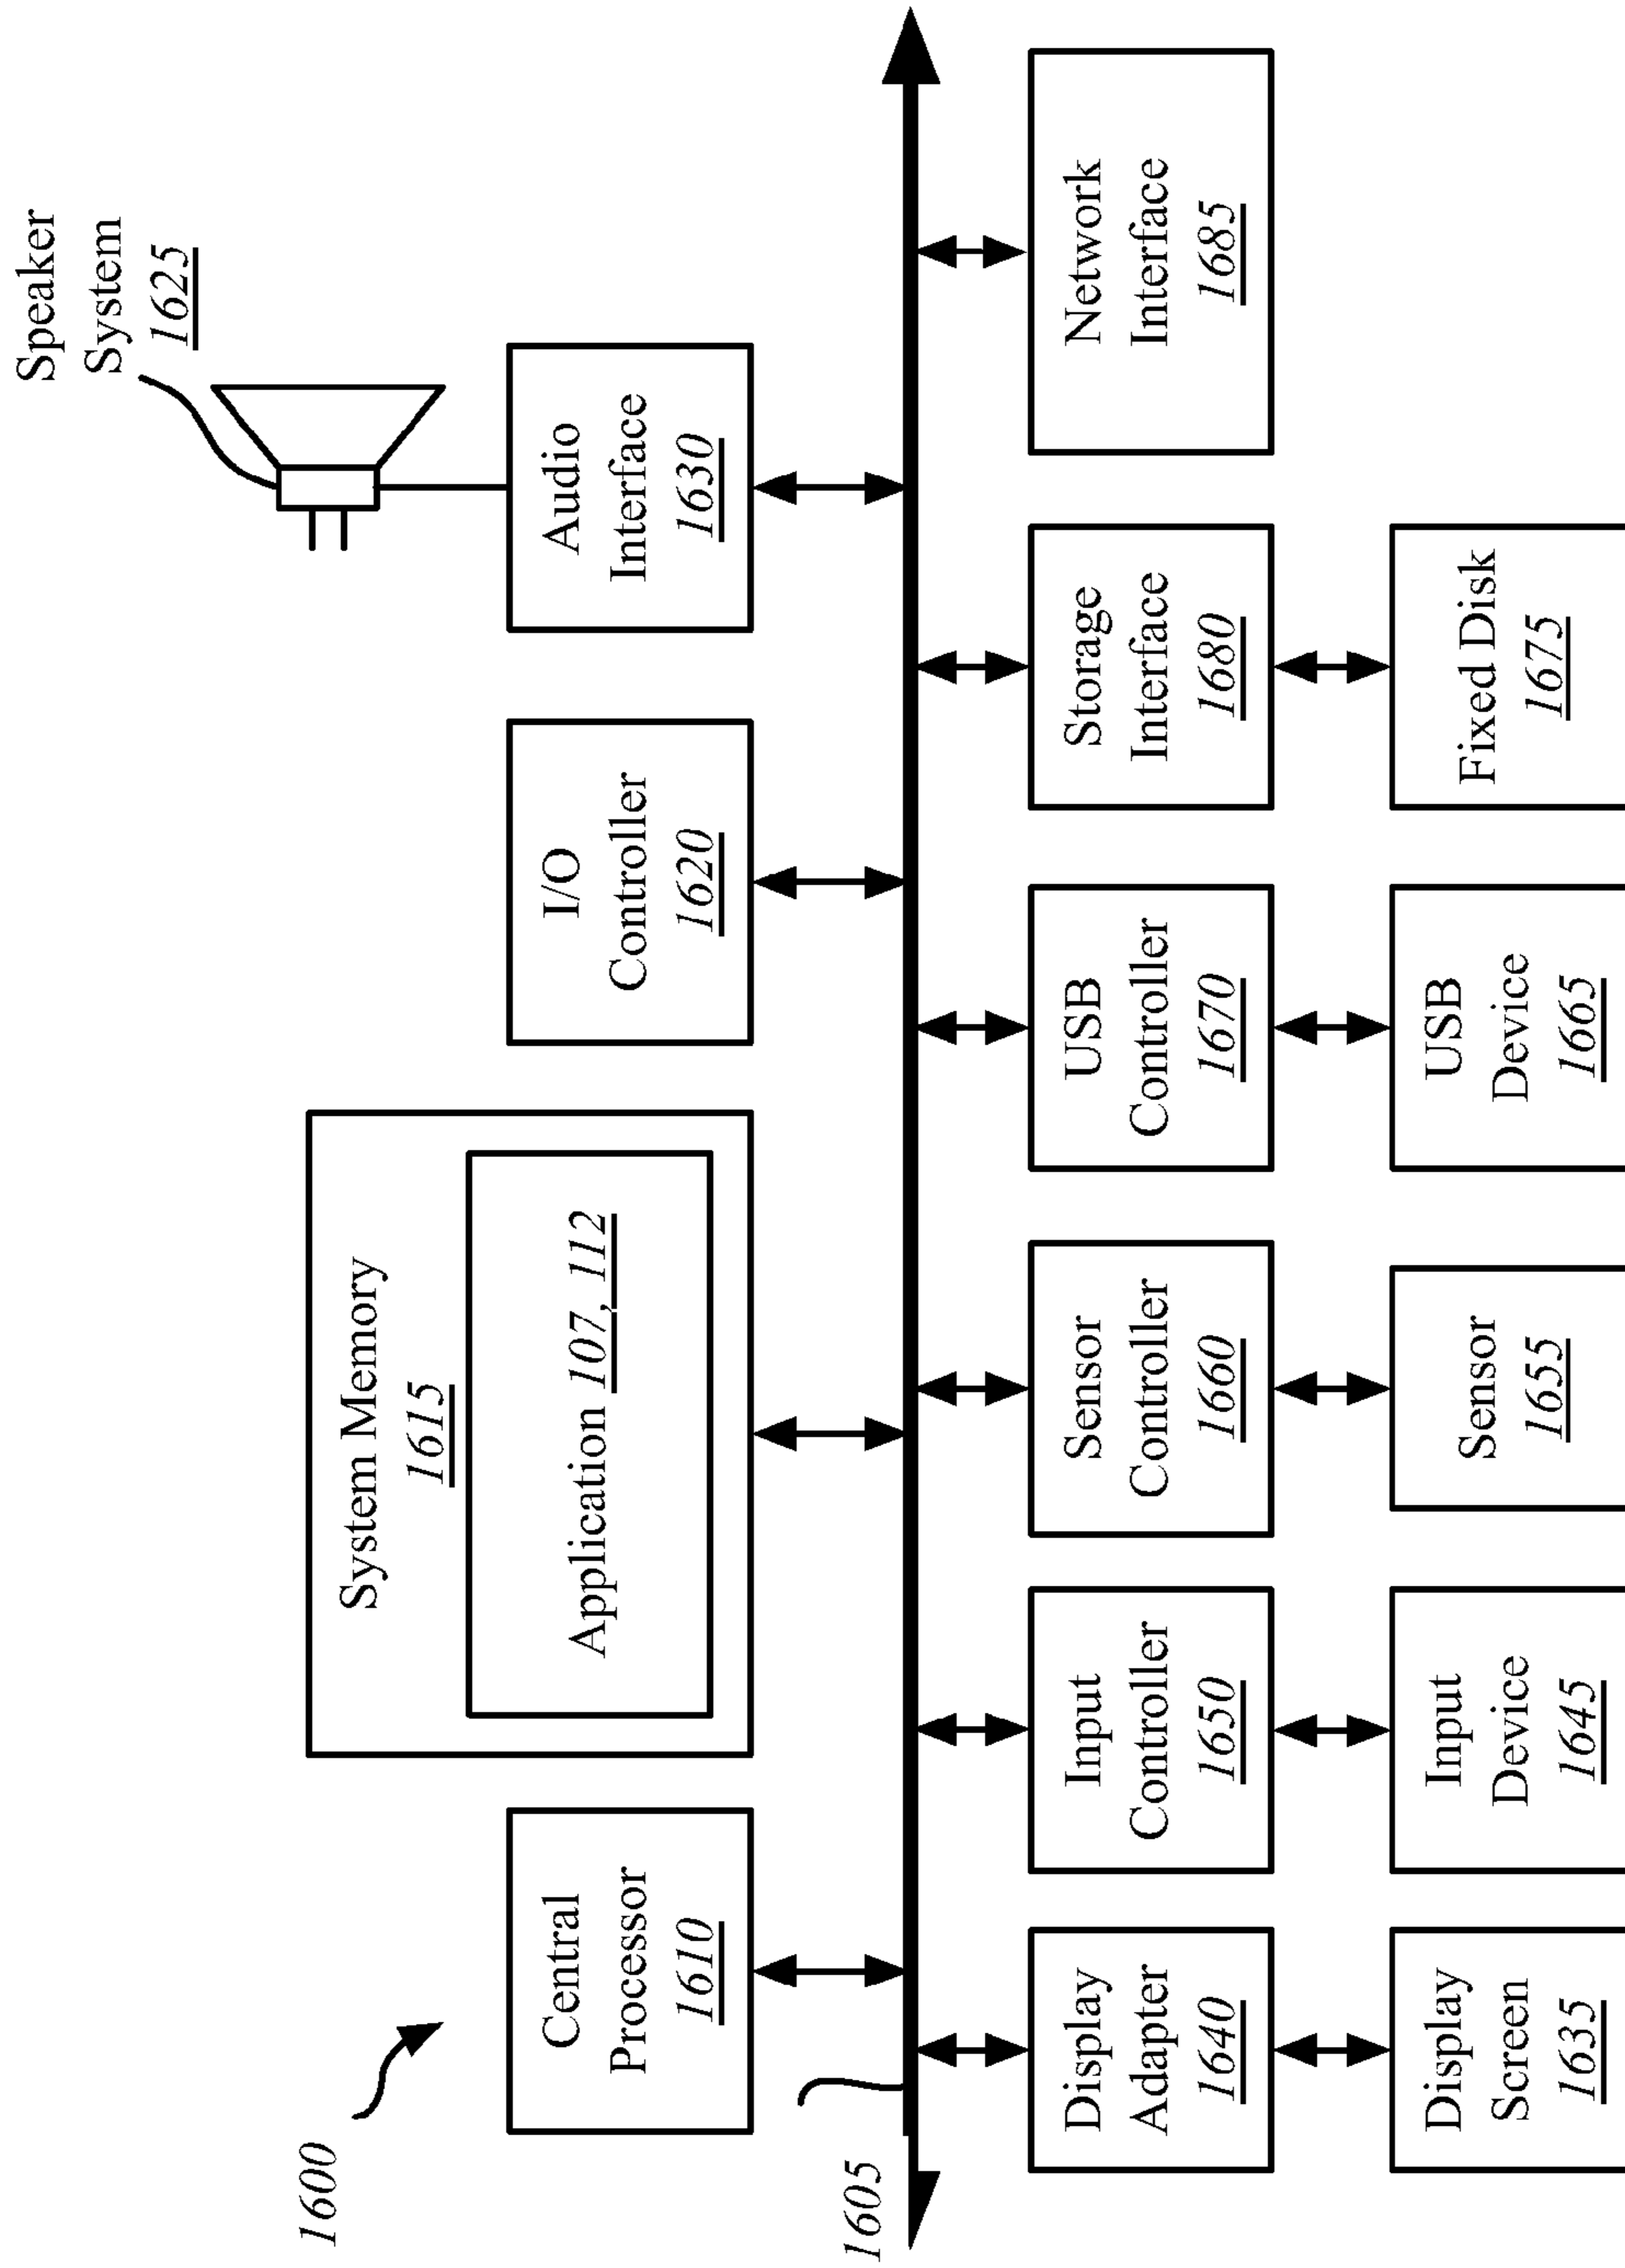 1600
Speaker
System
1625
Central
Processor
1610
System Memory
1615
Application 107, 112
I/O
Controller
1620
Audio
Interface
1630
1605
Display
Adapter
1640
Input
Controller
1650
Sensor
Controller
1660
USB
Controller
1670
Storage
Interface
1680
Network
Interface
1685
Display
Screen
1635
Input
Device
1645
Sensor
1655
USB
Device
1665
Fixed Disk
1675